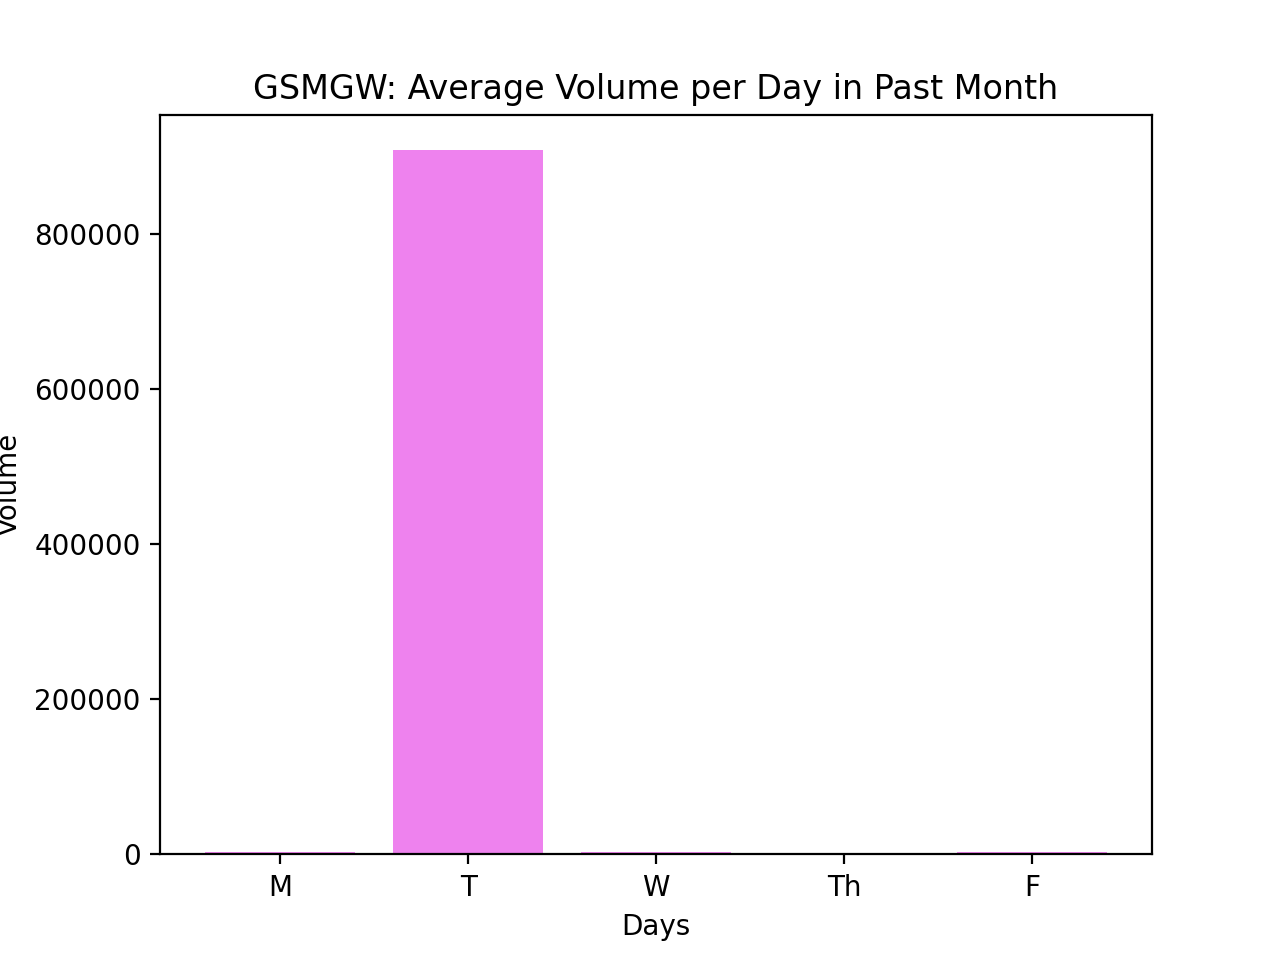 GSMGW: Average Volume per Day in Past Month
800000
600000
400000
200000
0
Volume
M T W Th F
Days